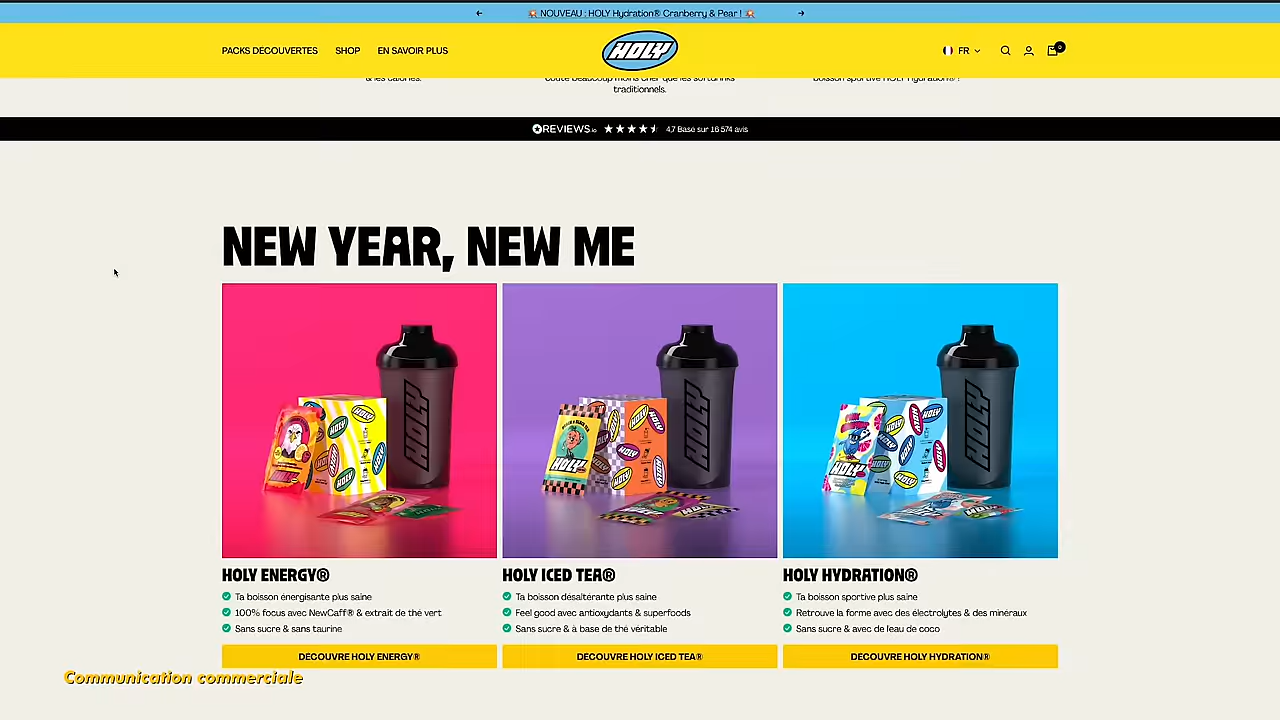 💥 NOUVEAU : HOLY Hydration® Cranberry & Pear ! 💥
PACKS DECOUVERTES SHOP EN SAVOIR PLUS
HOLY
FR
0
& les calories.
coûte beaucoup moins cher que les softdrinks
traditionnels.
boisson sportive HOLY Hydration® !
REVIEWS.io 4,7 Basé sur 16 574 avis
NEW YEAR, NEW ME
HOLY
HOLY
HOLY
HOLY ENERGY®
Ta boisson énergisante plus saine
100% focus avec NewCaff® & extrait de thé vert
Sans sucre & sans taurine
DECOUVRE HOLY ENERGY®
HOLY ICED TEA®
Ta boisson désaltérante plus saine
Feel good avec antioxydants & superfoods
Sans sucre & à base de thé véritable
DECOUVRE HOLY ICED TEA®
HOLY HYDRATION®
Ta boisson sportive plus saine
Retrouve la forme avec des électrolytes & des minéraux
Sans sucre & avec de l'eau de coco
DECOUVRE HOLY HYDRATION®
Communication commerciale